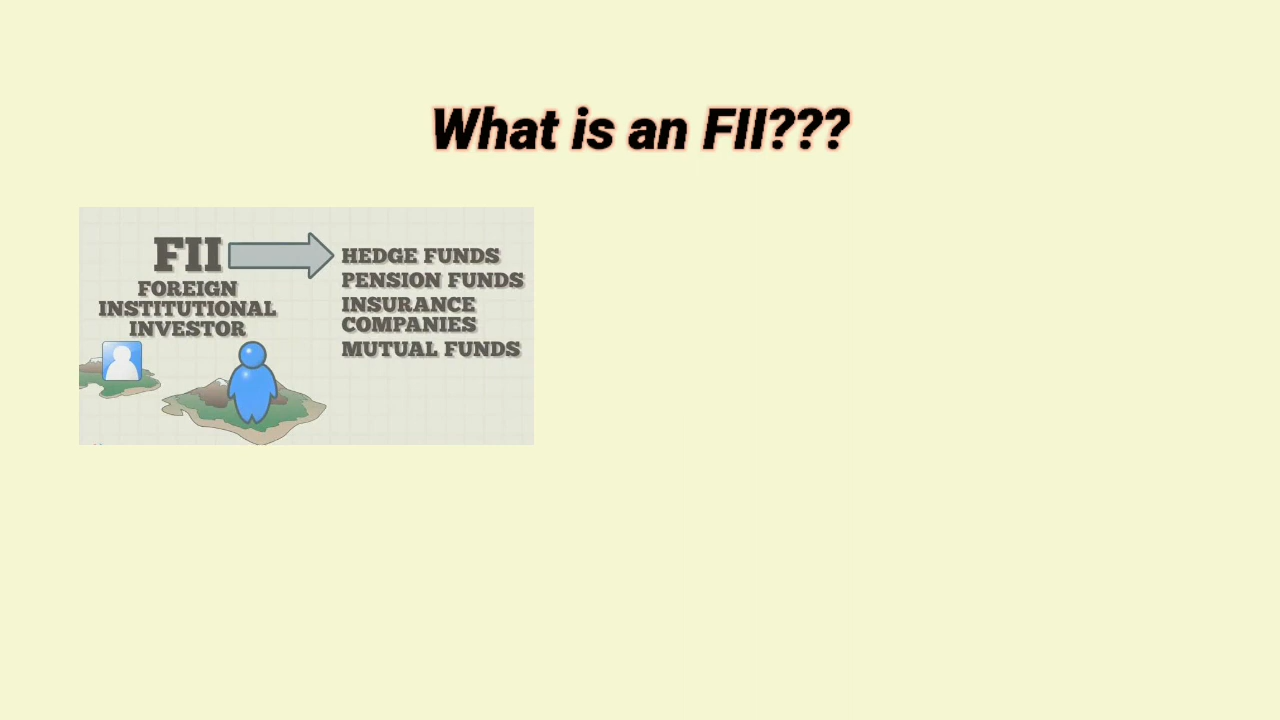 What is an FII???
FII
FOREIGN
INSTITUTIONAL
INVESTOR
HEDGE FUNDS
PENSION FUNDS
INSURANCE
COMPANIES
MUTUAL FUNDS